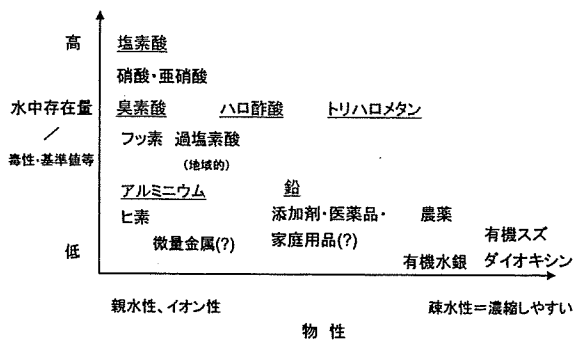 高
塩素酸
硝酸・亜硝酸
水中存在量
／
毒性・基準値等
臭素酸 ハロ酢酸 トリハロメタン
フッ素 過塩素酸
(地域的)
アルミニウム 鉛
ヒ素 添加剤・医薬品・ 農薬
微量金属(?) 家庭用品(?) 有機スズ
低
有機水銀 ダイオキシン
親水性、イオン性 疎水性＝濃縮しやすい
物 性